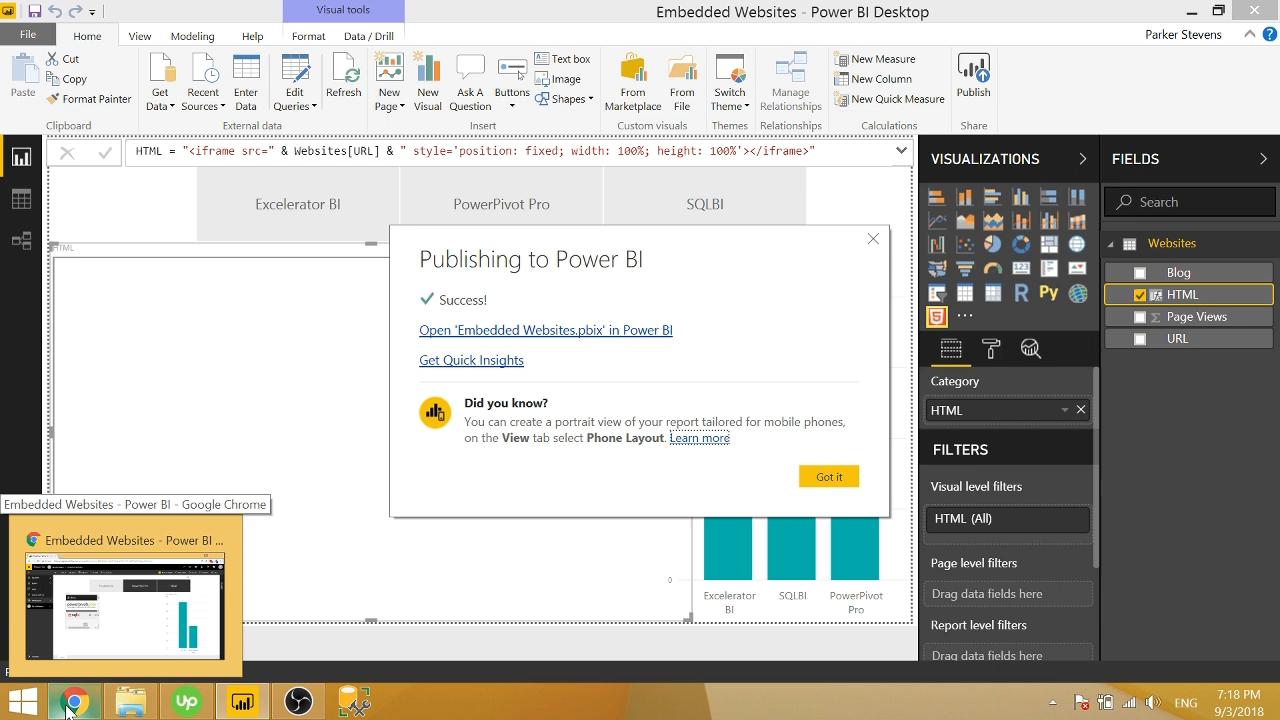 Visual tools
Embedded Websites - Power BI Desktop
File
Home
View
Modeling
Help
Format
Data / Drill
Parker Stevens
Paste
Cut
Copy
Format Painter
Clipboard
Get
Data
Recent
Sources
Enter
Data
External data
Edit
Queries
Refresh
New
Page
New
Visual
Ask A
Question
Buttons
Text box
Image
Shapes
Insert
From
Marketplace
From
File
Custom visuals
Switch
Theme
Themes
Manage
Relationships
Relationships
New Measure
New Column
New Quick Measure
Calculations
Publish
Share
HTML = "<iframe src=" & Websites[URL] & " style='position: fixed; width: 100%; height: 100%'></iframe>"
Excelerator BI
PowerPivot Pro
SQLBI
HTML
Publishing to Power BI
Success!
Open 'Embedded Websites.pbix' in Power BI
Get Quick Insights
Did you know?
You can create a portrait view of your report tailored for mobile phones,
on the View tab select Phone Layout. Learn more
Got it
0
Excelerator
BI
SQLBI
PowerPivot
Pro
VISUALIZATIONS
123
R
Py
5
...
Category
HTML
FILTERS
Visual level filters
HTML (All)
Page level filters
Drag data fields here
Report level filters
Drag data fields here
FIELDS
Search
Websites
Blog
HTML
Σ Page Views
URL
Embedded Websites - Power BI - Google Chrome
Embedded Websites - Power BI ...
Up
ENG
7:18 PM
9/3/2018